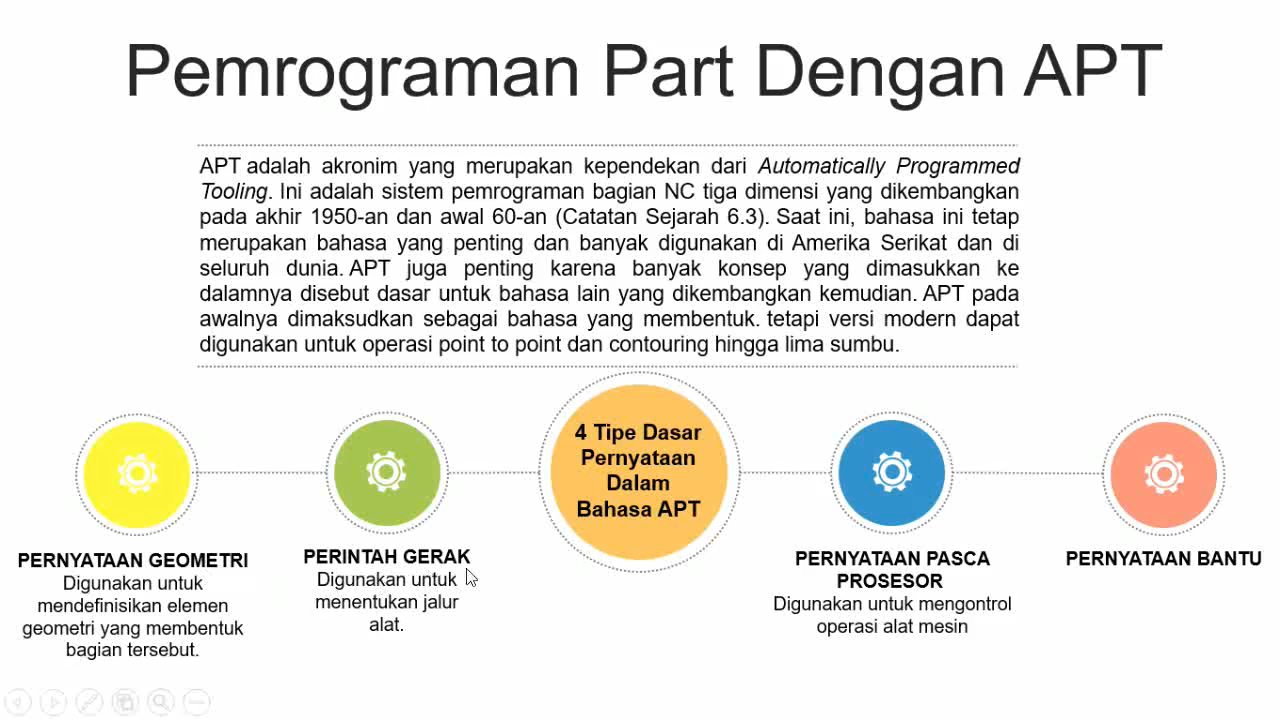 Pemrograman Part Dengan APT
APT adalah akronim yang merupakan kependekan dari Automatically Programmed
Tooling. Ini adalah sistem pemrograman bagian NC tiga dimensi yang dikembangkan
pada akhir 1950-an dan awal 60-an (Catatan Sejarah 6.3). Saat ini, bahasa ini tetap
merupakan bahasa yang penting dan banyak digunakan di Amerika Serikat dan di
seluruh dunia. APT juga penting karena banyak konsep yang dimasukkan ke
dalamnya disebut dasar untuk bahasa lain yang dikembangkan kemudian. APT pada
awalnya dimaksudkan sebagai bahasa yang membentuk. tetapi versi modern dapat
digunakan untuk operasi point to point dan contouring hingga lima sumbu.
4 Tipe Dasar
Pernyataan
Dalam
Bahasa APT
PERNYATAAN GEOMETRI
Digunakan untuk
mendefinisikan elemen
geometri yang membentuk
bagian tersebut.
PERINTAH GERAK
Digunakan untuk
menentukan jalur
alat.
PERNYATAAN PASCA
PROSESOR
Digunakan untuk mengontrol
operasi alat mesin
PERNYATAAN BANTU